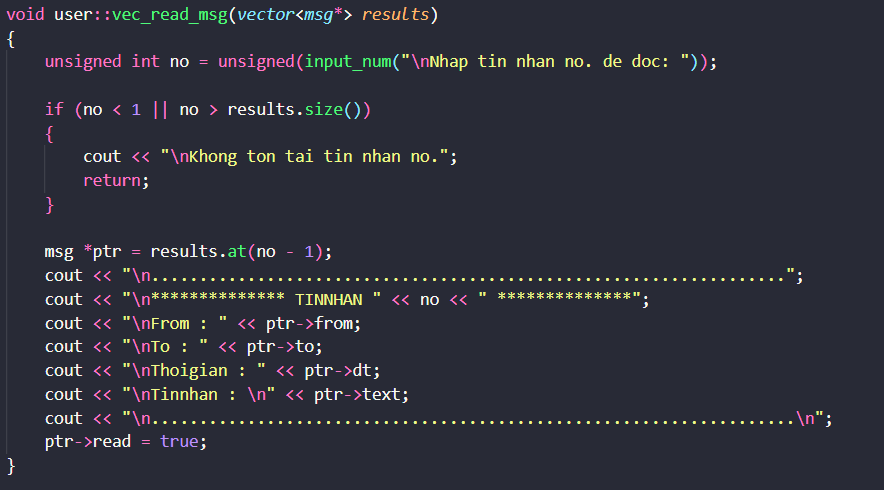 void user::vec_read_msg(vector<msg*> results)
{
    unsigned int no = unsigned(input_num("\nNhap tin nhan no. de doc: "));

    if (no < 1 || no > results.size())
    {
        cout << "\nKhong ton tai tin nhan no.";
        return;
    }

    msg *ptr = results.at(no - 1);
    cout << "\n..................................................................";
    cout << "\n************** TINNHAN " << no << " **************";
    cout << "\nFrom : " << ptr->from;
    cout << "\nTo : " << ptr->to;
    cout << "\nThoigian : " << ptr->dt;
    cout << "\nTinnhan : \n" << ptr->text;
    cout << "\n...................................................................\n";
    ptr->read = true;
}